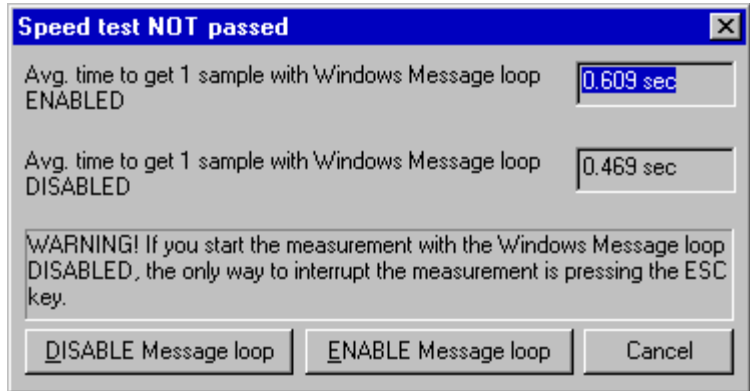 Speed test NOT passed
Avg. time to get 1 sample with Windows Message loop
ENABLED
0.609 sec
Avg. time to get 1 sample with Windows Message loop
DISABLED
0.469 sec
WARNING! If you start the measurement with the Windows Message loop
DISABLED, the only way to interrupt the measurement is pressing the ESC
key.
DISABLE Message loop ENABLE Message loop Cancel